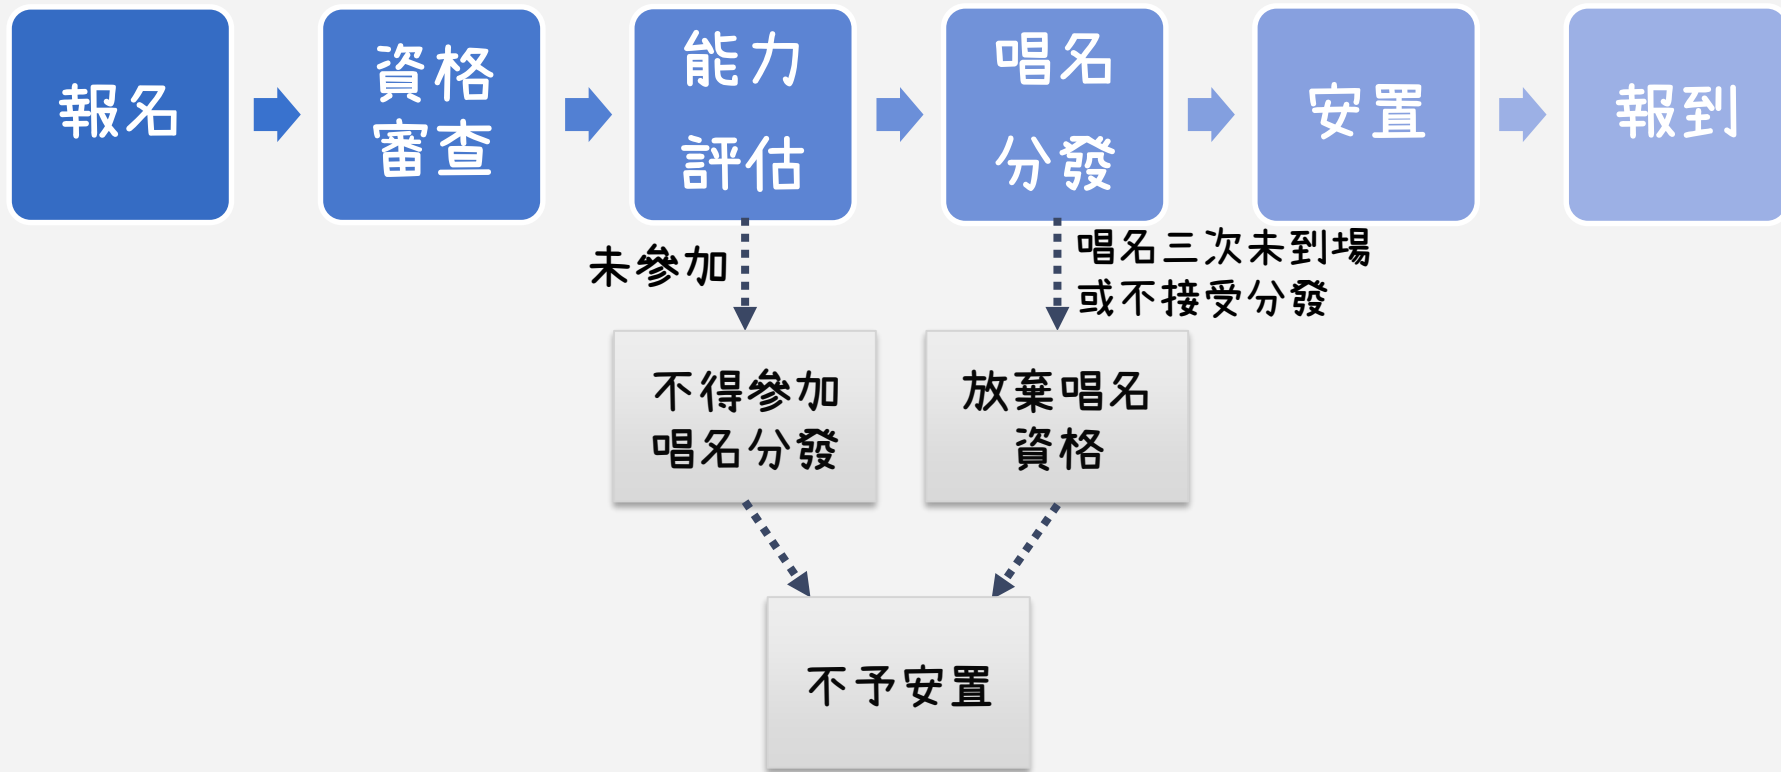 報名
資格
審查
能力
評估
唱名
分發
安置
報到
未參加
唱名三次未到場
或不接受分發
不得參加
唱名分發
放棄唱名
資格
不予安置